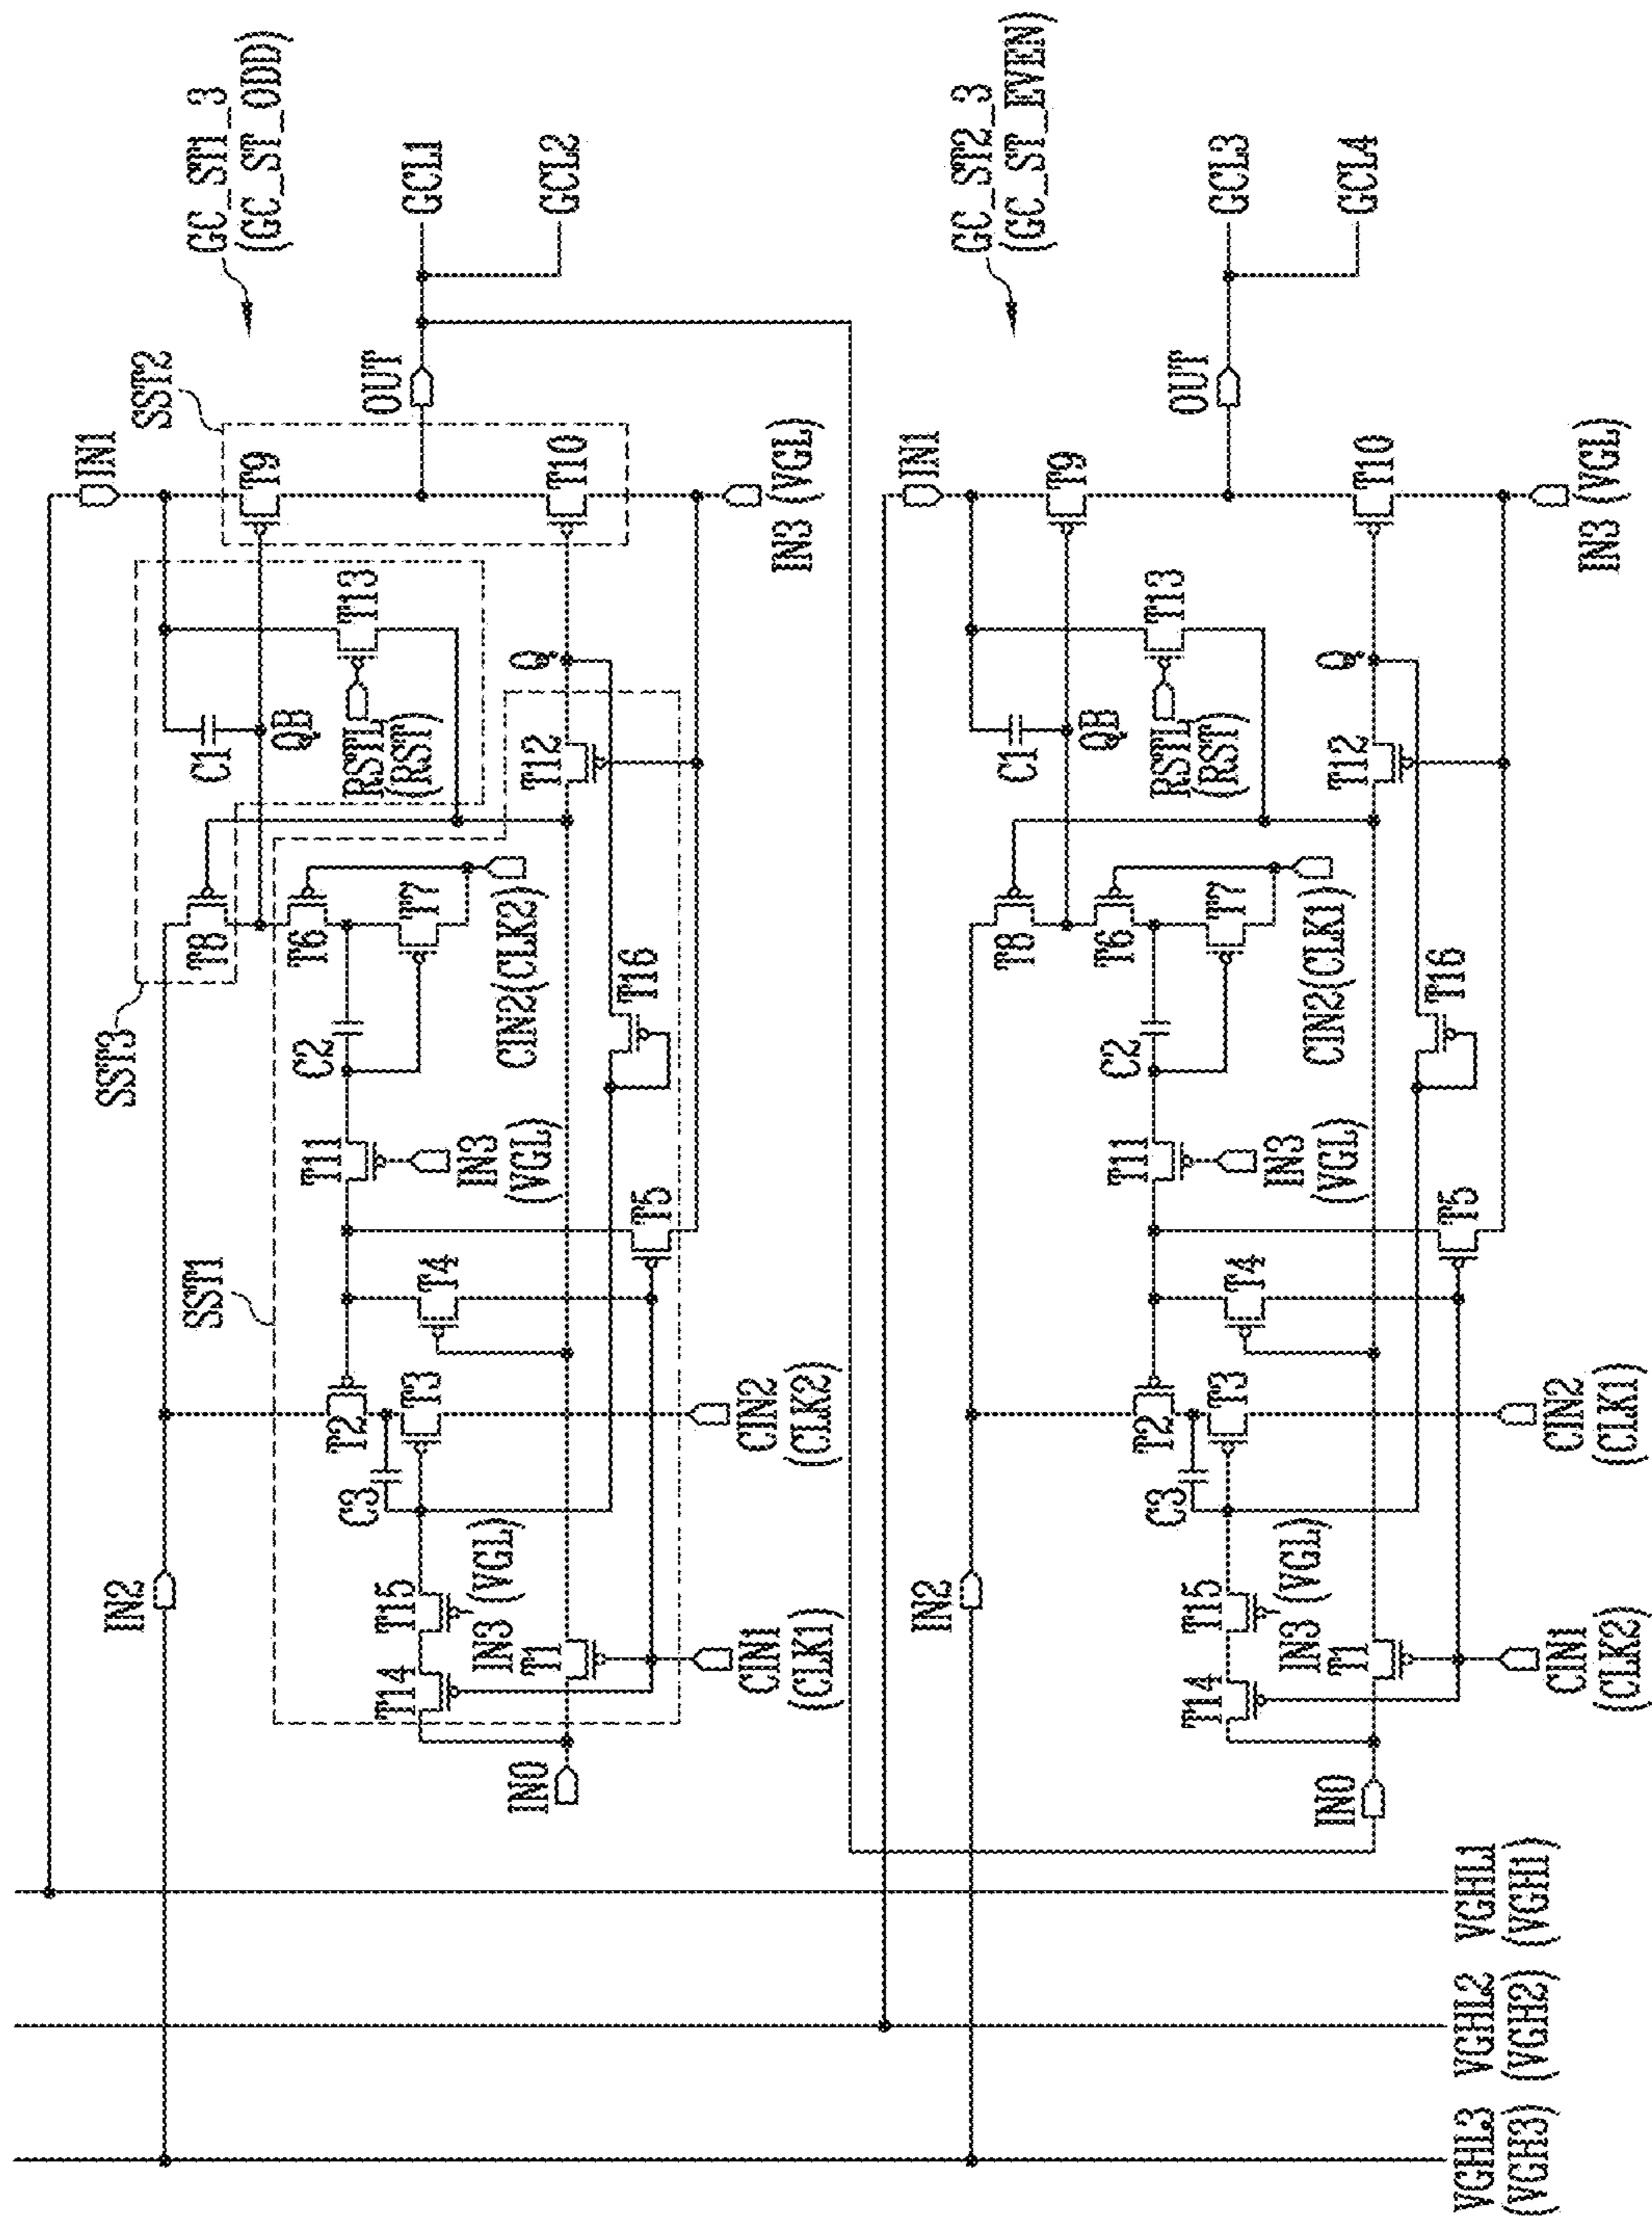 GC_ST1_3
(GC_ST_ODD)
SST2
SST3
SST1
IN1
IN2
T9
T10
OUT
GCL1
GCL2
C1
QB
T13
RSTL
(RST)
T8
T6
T7
CIN2(CLK2)
Q
T12
C2
T11
IN3
(VGL)
T16
T5
T4
T2
T3
C3
CIN2
(CLK2)
T15
T14
IN3
(VGL)
T1
CIN1
(CLK1)
IN0
IN3 (VGL)
GC_ST2_3
(GC_ST_EVEN)
IN1
IN2
T9
T10
OUT
GCL3
GCL4
C1
QB
T13
RSTL
(RST)
T8
T6
T7
CIN2(CLK1)
Q
T12
C2
T11
IN3
(VGL)
T16
T5
T4
T2
T3
C3
CIN2
(CLK1)
T15
T14
IN3
(VGL)
T1
CIN1
(CLK2)
IN0
IN3 (VGL)
VGHL3
(VGH3)
VGHL2
(VGH2)
VGHL1
(VGH1)